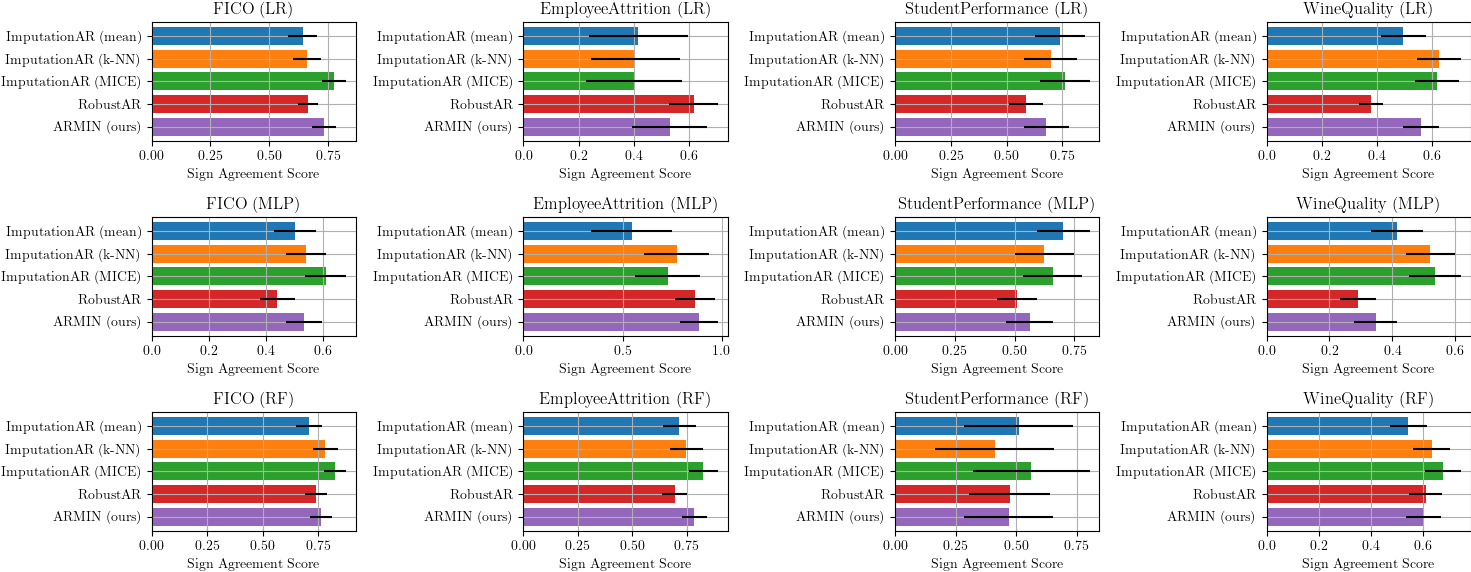 FICO (LR)
ImputationAR (mean)
ImputationAR (k-NN)
ImputationAR (MICE)
RobustAR
ARMIN (ours)
0.00 0.25 0.50 0.75
Sign Agreement Score
EmployeeAttrition (LR)
ImputationAR (mean)
ImputationAR (k-NN)
ImputationAR (MICE)
RobustAR
ARMIN (ours)
0.0 0.2 0.4 0.6
Sign Agreement Score
StudentPerformance (LR)
ImputationAR (mean)
ImputationAR (k-NN)
ImputationAR (MICE)
RobustAR
ARMIN (ours)
0.00 0.25 0.50 0.75
Sign Agreement Score
WineQuality (LR)
ImputationAR (mean)
ImputationAR (k-NN)
ImputationAR (MICE)
RobustAR
ARMIN (ours)
0.0 0.2 0.4 0.6
Sign Agreement Score
FICO (MLP)
ImputationAR (mean)
ImputationAR (k-NN)
ImputationAR (MICE)
RobustAR
ARMIN (ours)
0.0 0.2 0.4 0.6
Sign Agreement Score
EmployeeAttrition (MLP)
ImputationAR (mean)
ImputationAR (k-NN)
ImputationAR (MICE)
RobustAR
ARMIN (ours)
0.0 0.5 1.0
Sign Agreement Score
StudentPerformance (MLP)
ImputationAR (mean)
ImputationAR (k-NN)
ImputationAR (MICE)
RobustAR
ARMIN (ours)
0.00 0.25 0.50 0.75
Sign Agreement Score
WineQuality (MLP)
ImputationAR (mean)
ImputationAR (k-NN)
ImputationAR (MICE)
RobustAR
ARMIN (ours)
0.0 0.2 0.4 0.6
Sign Agreement Score
FICO (RF)
ImputationAR (mean)
ImputationAR (k-NN)
ImputationAR (MICE)
RobustAR
ARMIN (ours)
0.00 0.25 0.50 0.75
Sign Agreement Score
EmployeeAttrition (RF)
ImputationAR (mean)
ImputationAR (k-NN)
ImputationAR (MICE)
RobustAR
ARMIN (ours)
0.00 0.25 0.50 0.75
Sign Agreement Score
StudentPerformance (RF)
ImputationAR (mean)
ImputationAR (k-NN)
ImputationAR (MICE)
RobustAR
ARMIN (ours)
0.00 0.25 0.50 0.75
Sign Agreement Score
WineQuality (RF)
ImputationAR (mean)
ImputationAR (k-NN)
ImputationAR (MICE)
RobustAR
ARMIN (ours)
0.0 0.2 0.4 0.6
Sign Agreement Score